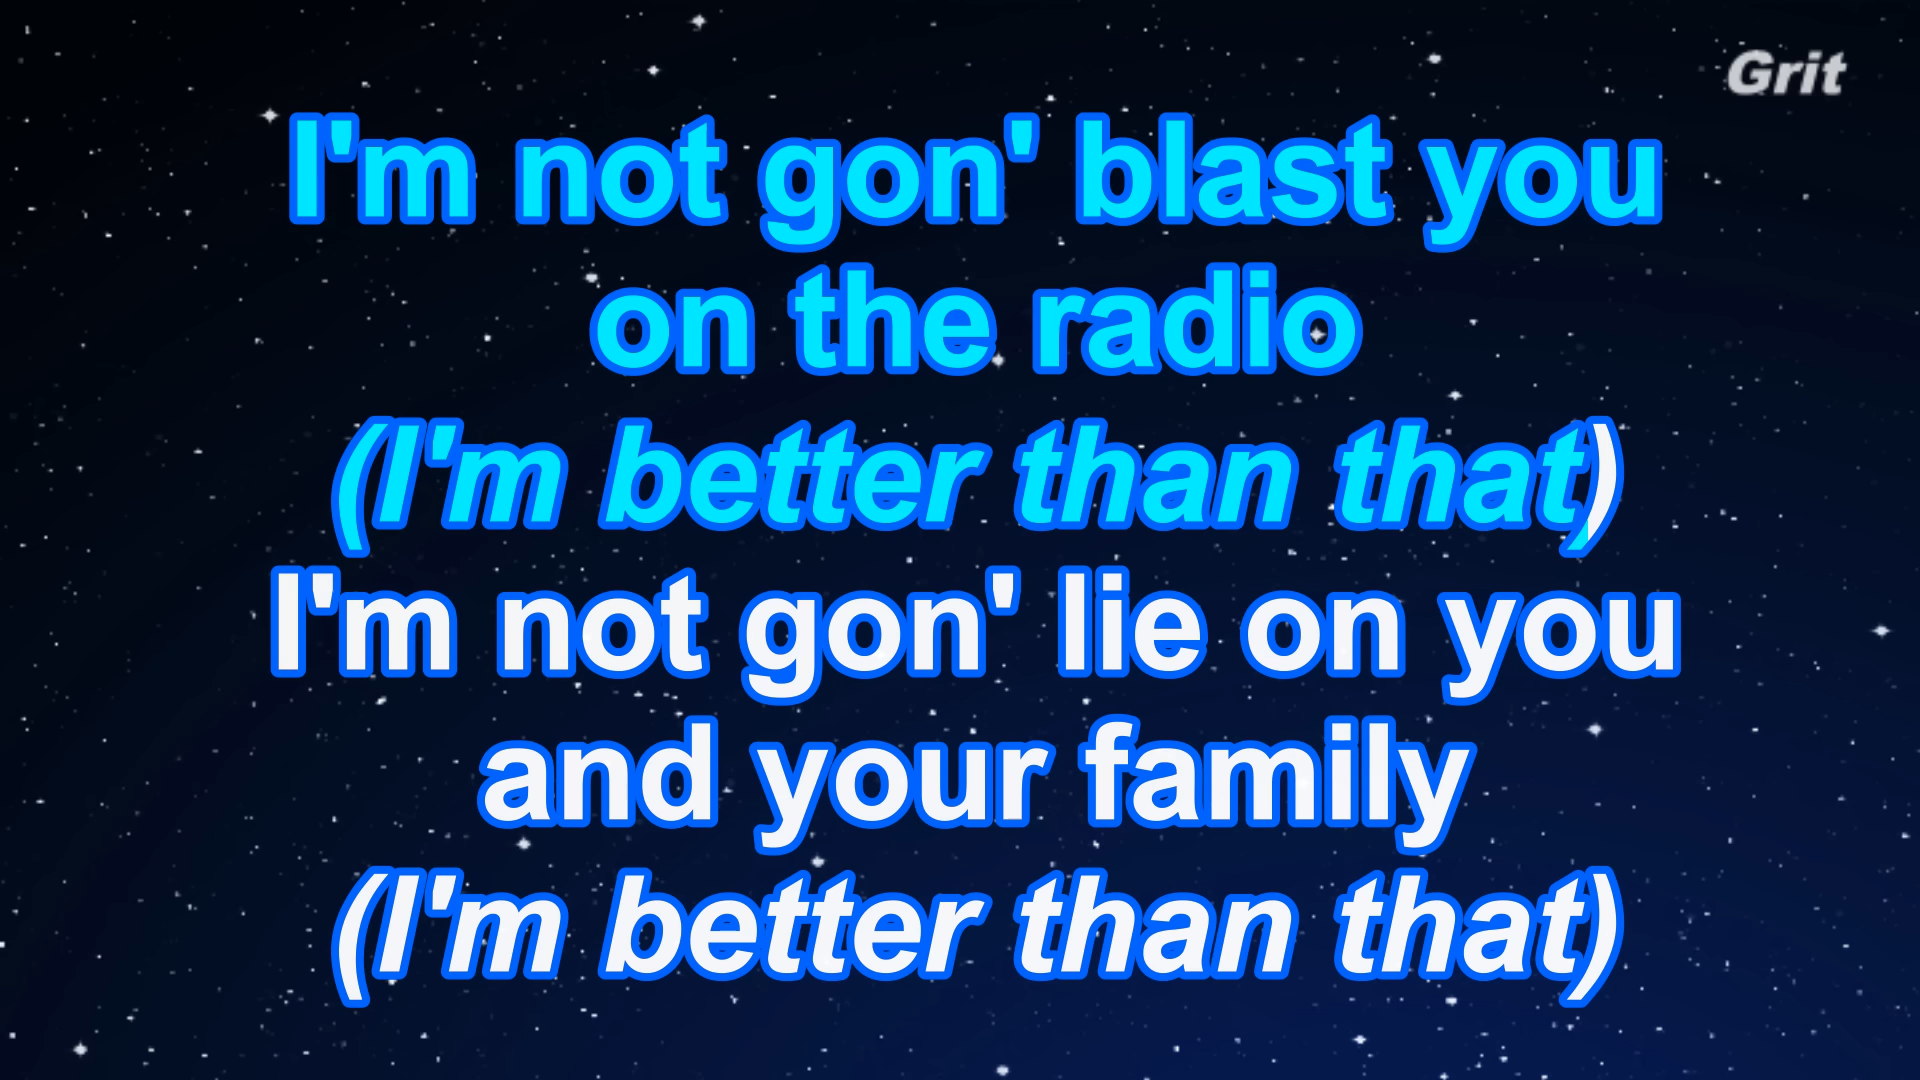 Grit
I'm not gon' blast you
on the radio
(I'm better than that)
I'm not gon' lie on you
and your family
(I'm better than that)